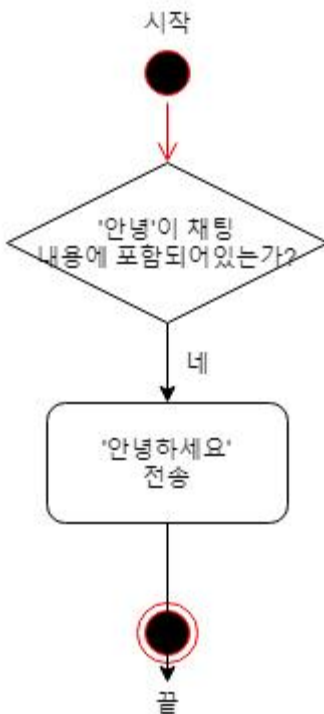 시작
'안녕'이 채팅
내용에 포함되어있는가?
네
'안녕하세요'
전송
끝